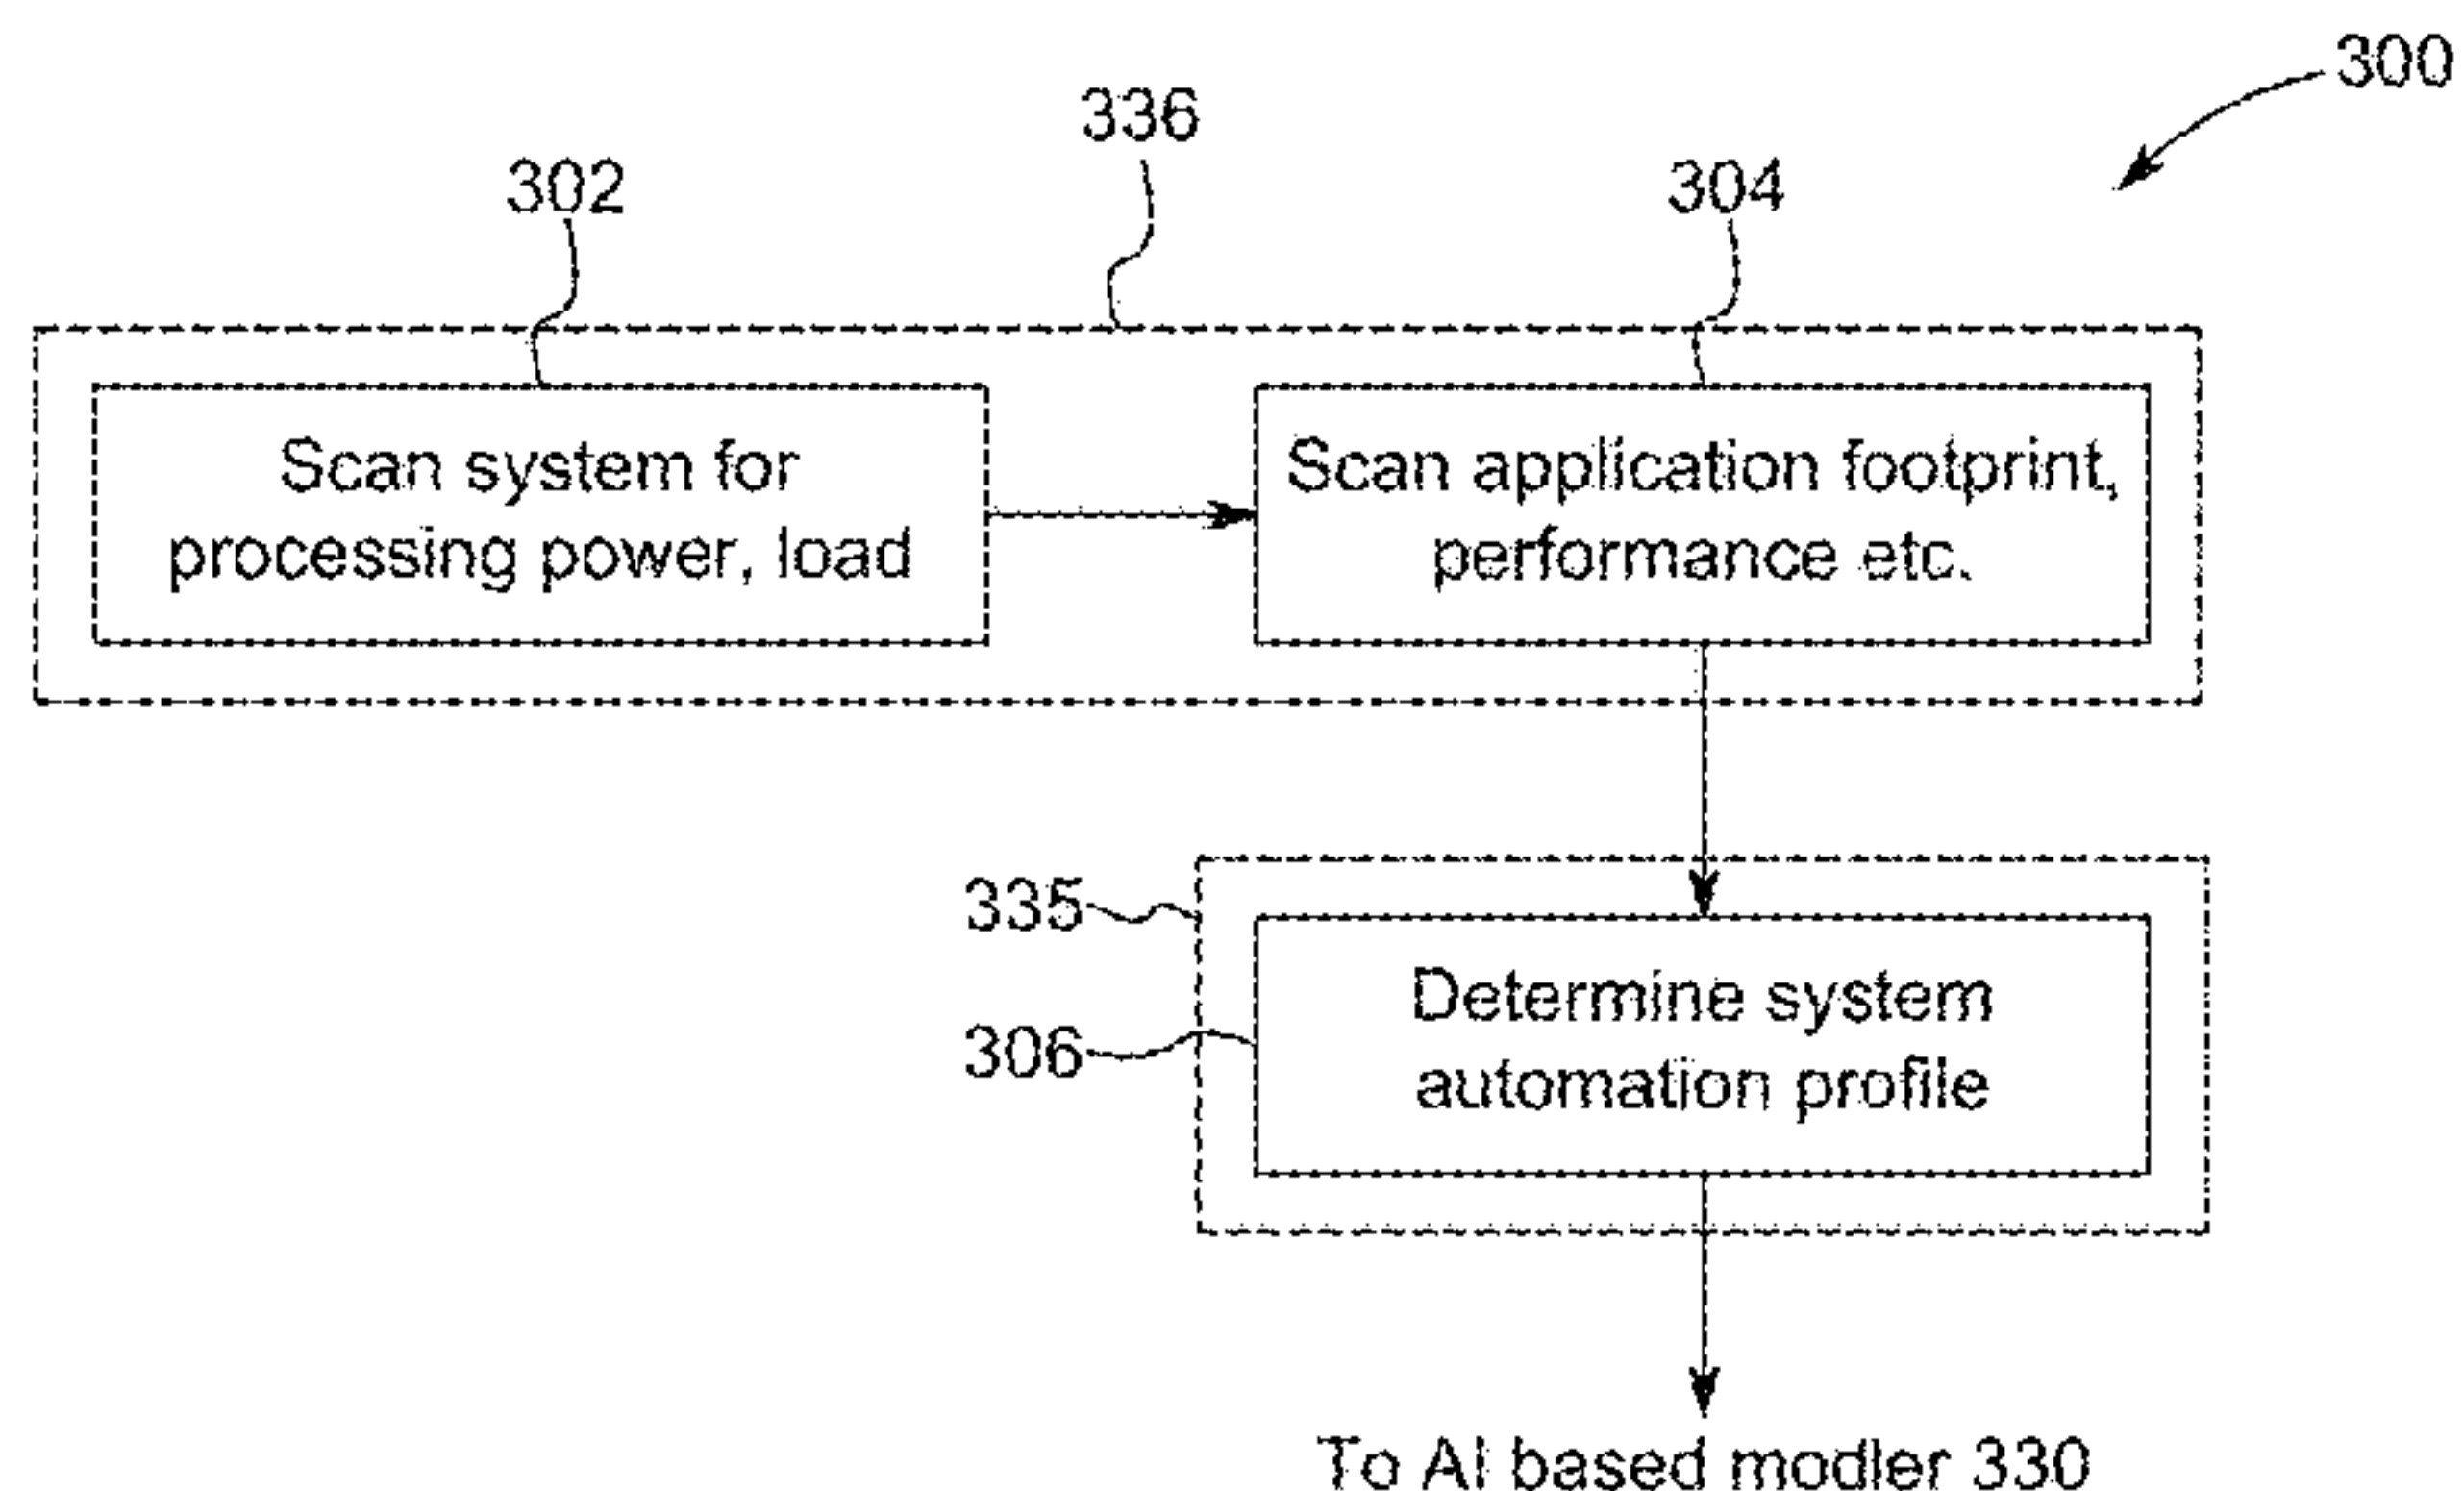 300
336
302
304
Scan system for
processing power, load
Scan application footprint,
performance etc.
335
306
Determine system
automation profile
To AI based modler 330